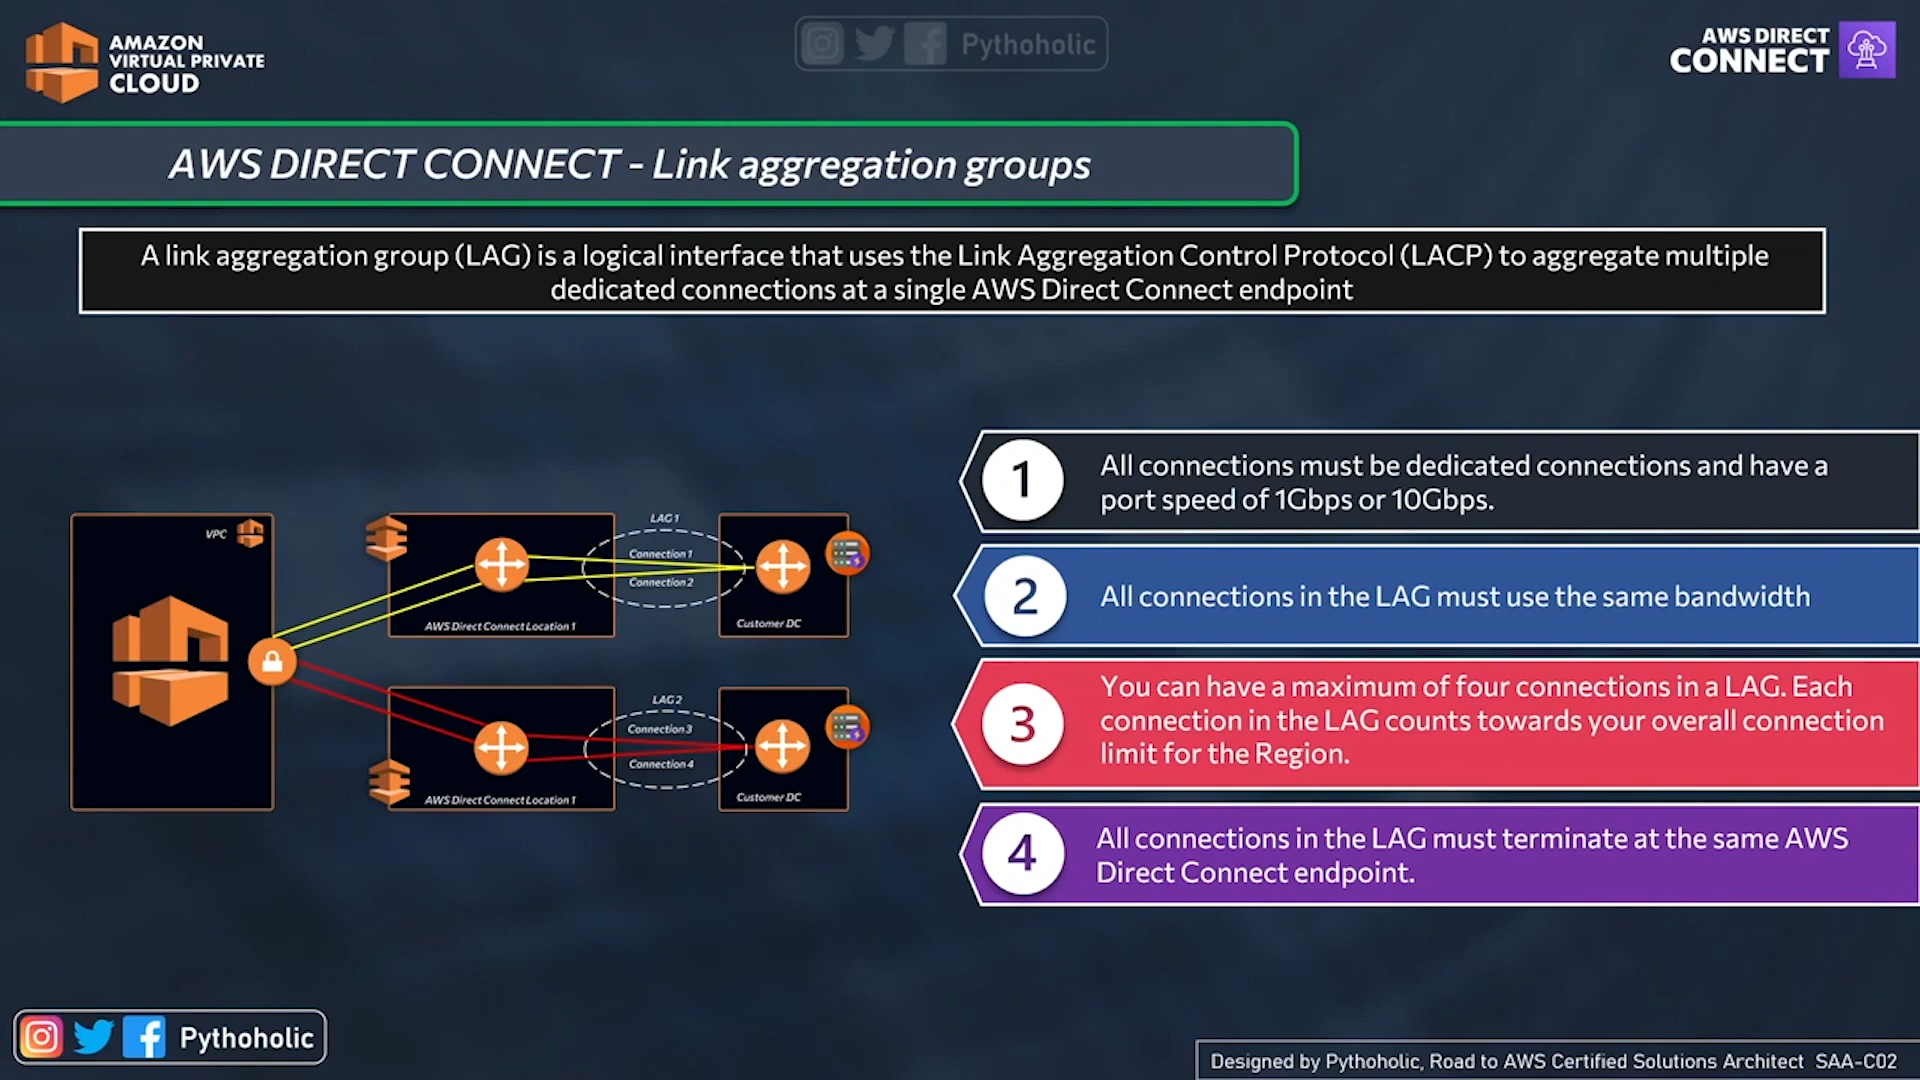 AMAZON
VIRTUAL PRIVATE
CLOUD
Pythoholic
AWS DIRECT
CONNECT
AWS DIRECT CONNECT - Link aggregation groups
A link aggregation group (LAG) is a logical interface that uses the Link Aggregation Control Protocol (LACP) to aggregate multiple
dedicated connections at a single AWS Direct Connect endpoint
VPC
LAG 1
Connection 1
Connection 2
AWS Direct Connect Location 1
Customer DC
LAG 2
Connection 3
Connection 4
AWS Direct Connect Location 1
Customer DC
1
All connections must be dedicated connections and have a
port speed of 1Gbps or 10Gbps.
2
All connections in the LAG must use the same bandwidth
3
You can have a maximum of four connections in a LAG. Each
connection in the LAG counts towards your overall connection
limit for the Region.
4
All connections in the LAG must terminate at the same AWS
Direct Connect endpoint.
Pythoholic
Designed by Pythoholic, Road to AWS Certified Solutions Architect SAA-C02